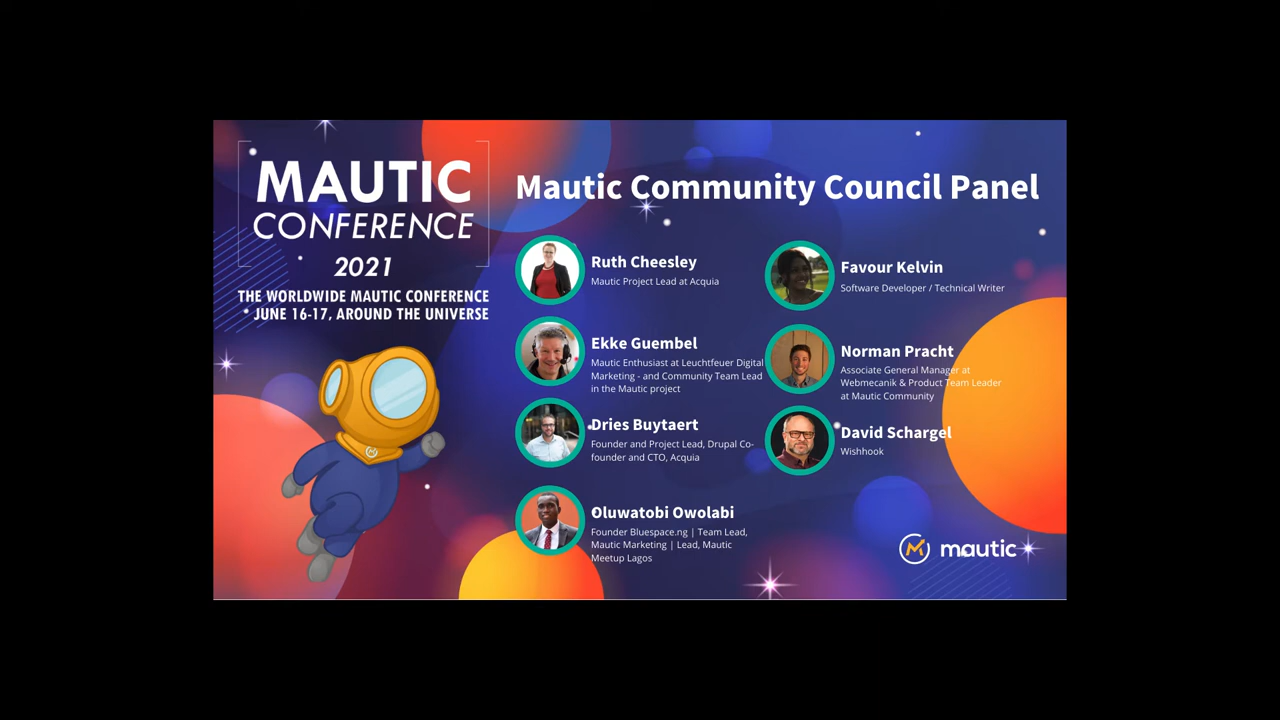 MAUTIC
CONFERENCE
2021
THE WORLDWIDE MAUTIC CONFERENCE
JUNE 16-17, AROUND THE UNIVERSE
Mautic Community Council Panel
Ruth Cheesley
Mautic Project Lead at Acquia
Ekke Guembel
Mautic Enthusiast at Leuchtfeuer Digital
Marketing - and Community Team Lead
in the Mautic project
Dries Buytaert
Founder and Project Lead, Drupal Co-
founder and CTO, Acquia
Oluwatobi Owolabi
Founder Bluespace.ng | Team Lead,
Mautic Marketing | Lead, Mautic
Meetup Lagos
Favour Kelvin
Software Developer / Technical Writer
Norman Pracht
Associate General Manager at
Webmecanik & Product Team Leader
at Mautic Community
David Schargel
Wishhook
mautic